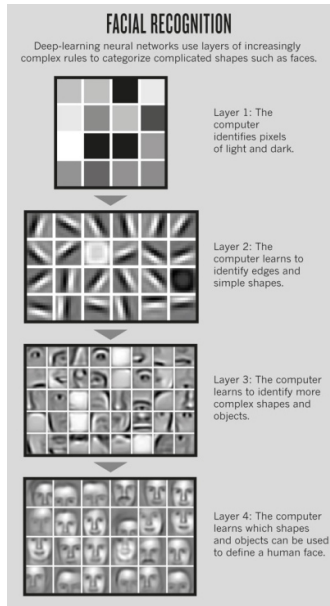 FACIAL RECOGNITION
Deep-learning neural networks use layers of increasingly
complex rules to categorize complicated shapes such as faces.
Layer 1: The
computer
identifies pixels
of light and dark.
Layer 2: The
computer learns to
identify edges and
simple shapes.
Layer 3: The computer
learns to identify more
complex shapes and
objects.
Layer 4: The computer
learns which shapes
and objects can be used
to define a human face.